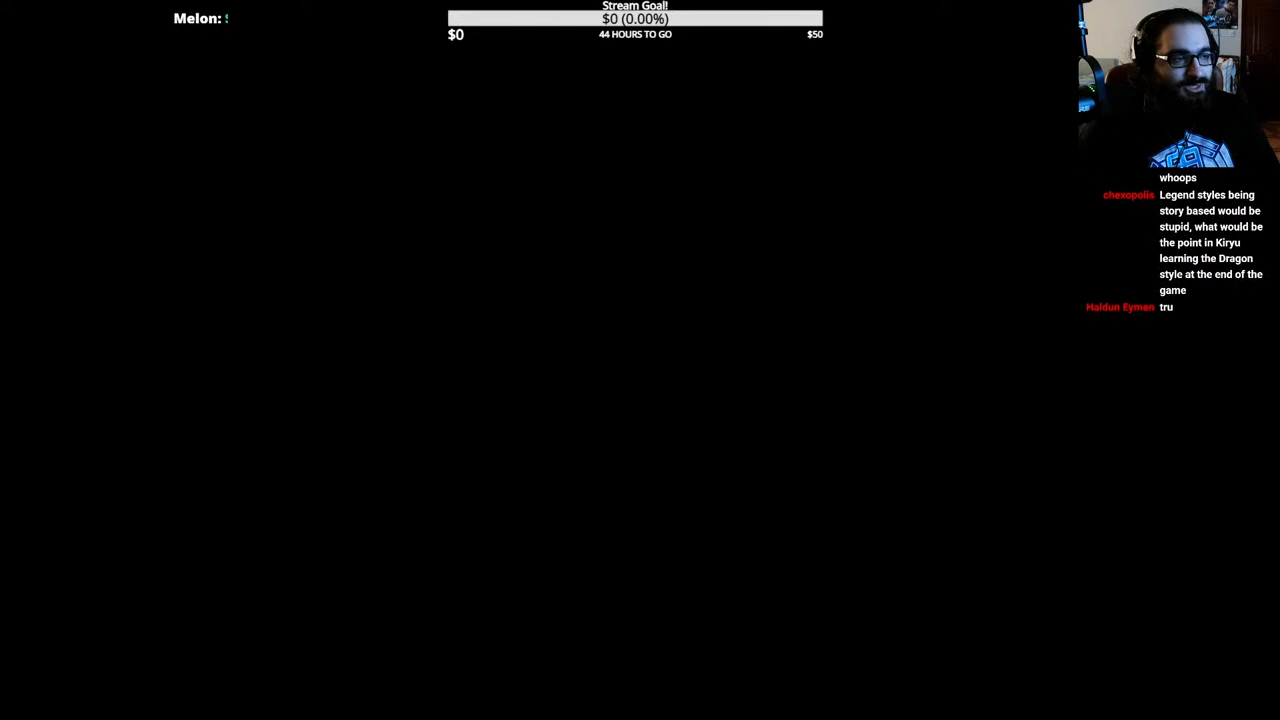 Melon:
Stream Goal!
$0 (0.00%)
$0
44 HOURS TO GO
$50
whoops
chexopolis Legend styles being
story based would be
stupid, what would be
the point in Kiryu
learning the Dragon
style at the end of the
game
Haldun Eymen tru